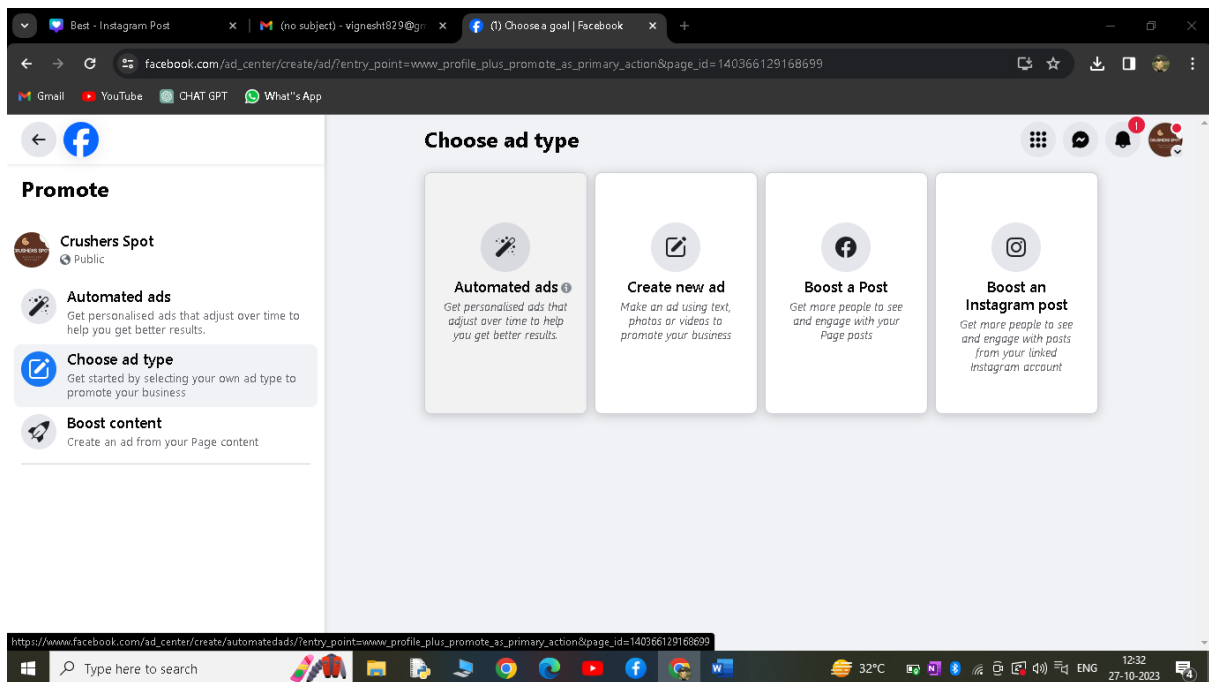 Best - Instagram Post
(no subject) - vignesht829@gm
(1) Choose a goal | Facebook
facebook.com/ad_center/create/ad/?entry_point=www_profile_plus_promote_as_primary_action&page_id=140366129168699
Gmail
YouTube
CHAT GPT
What"s App
Promote
Crushers Spot
Public
Automated ads
Get personalised ads that adjust over time to
help you get better results.
Choose ad type
Get started by selecting your own ad type to
promote your business
Boost content
Create an ad from your Page content
Choose ad type
1
Automated ads
Get personalised ads that
adjust over time to help
you get better results.
Create new ad
Make an ad using text,
photos or videos to
promote your business
Boost a Post
Get more people to see
and engage with your
Page posts
Boost an
Instagram post
Get more people to see
and engage with posts
from your linked
Instagram account
https://www.facebook.com/ad_center/create/automatedads/?entry_point=www_profile_plus_promote_as_primary_action&page_id=140366129168699
Type here to search
32°C
ENG
12:32
27-10-2023
4